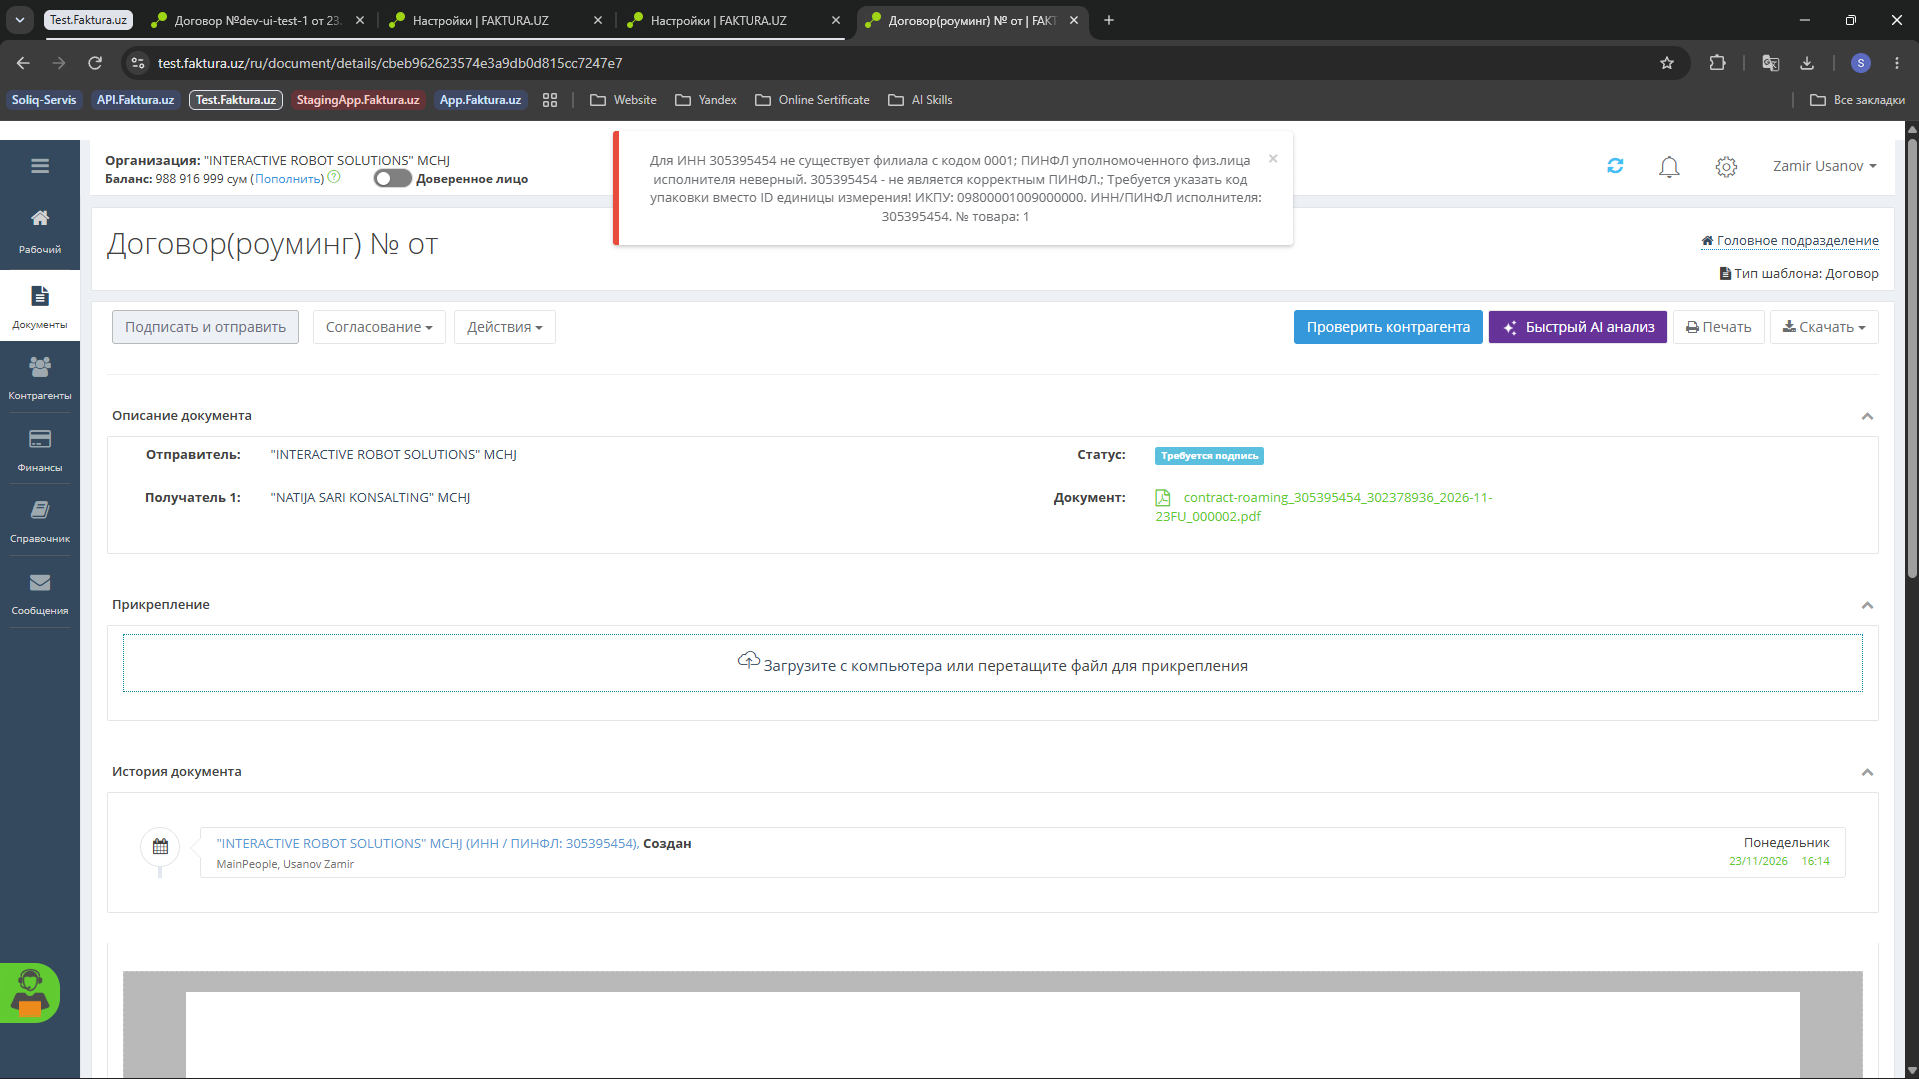 Test.Faktura.uz
Договор №dev-ui-test-1 от 23
Настройки | FAKTURA.UZ
Настройки | FAKTURA.UZ
Договор(роуминг) № от | FAKT
test.faktura.uz/ru/document/details/cbeb962623574e3a9db0d815cc7247e7
S
Soliq-Servis
API.Faktura.uz
Test.Faktura.uz
StagingApp.Faktura.uz
App.Faktura.uz
Website
Yandex
Online Sertificate
AI Skills
Все закладки
Организация: "INTERACTIVE ROBOT SOLUTIONS" MCHJ
Баланс: 988 916 999 сум (Пополнить) ?
Доверенное лицо
Для ИНН 305395454 не существует филиала с кодом 0001; ПИНФЛ уполномоченного физ.лица
исполнителя неверный. 305395454 - не является корректным ПИНФЛ.; Требуется указать код
упаковки вместо ID единицы измерения! ИКПУ: 09800001009000000. ИНН/ПИНФЛ исполнителя:
305395454. № товара: 1
Zamir Usanov
Рабочий
Документы
Контрагенты
Финансы
Справочник
Сообщения
Договор(роуминг) № от
Головное подразделение
Тип шаблона: Договор
Подписать и отправить
Согласование
Действия
Проверить контрагента
Быстрый AI анализ
Печать
Скачать
Описание документа
Отправитель: "INTERACTIVE ROBOT SOLUTIONS" MCHJ
Статус: Требуется подпись
Получатель 1: "NATIJA SARI KONSALTING" MCHJ
Документ: contract-roaming_305395454_302378936_2026-11-
23FU_000002.pdf
Прикрепление
Загрузите с компьютера или перетащите файл для прикрепления
История документа
"INTERACTIVE ROBOT SOLUTIONS" MCHJ (ИНН / ПИНФЛ: 305395454), Создан
MainPeople, Usanov Zamir
Понедельник
23/11/2026 16:14